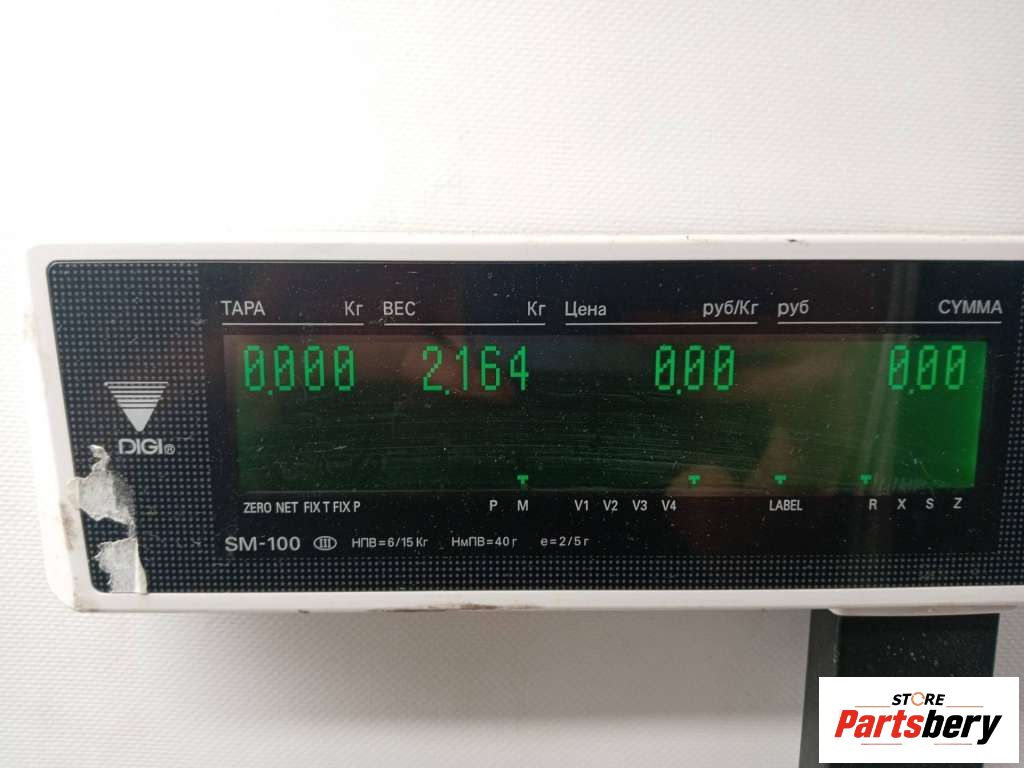 ТАРА Кг ВЕС Кг Цена руб/Кг руб СУММА
0.000 2.164 0.00 0.00
DIGI®
ZERO NET FIX T FIX P P M V1 V2 V3 V4 LABEL R X S Z
SM-100 III НПВ=6/15 Кг НмПВ=40 г е=2/5 г
STORE
Partsbery